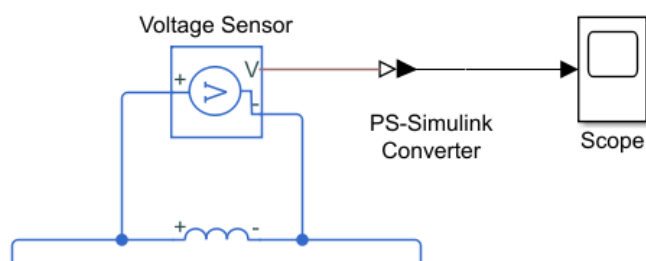 Voltage Sensor
+ V
V
-
PS-Simulink
Converter
Scope
+ -